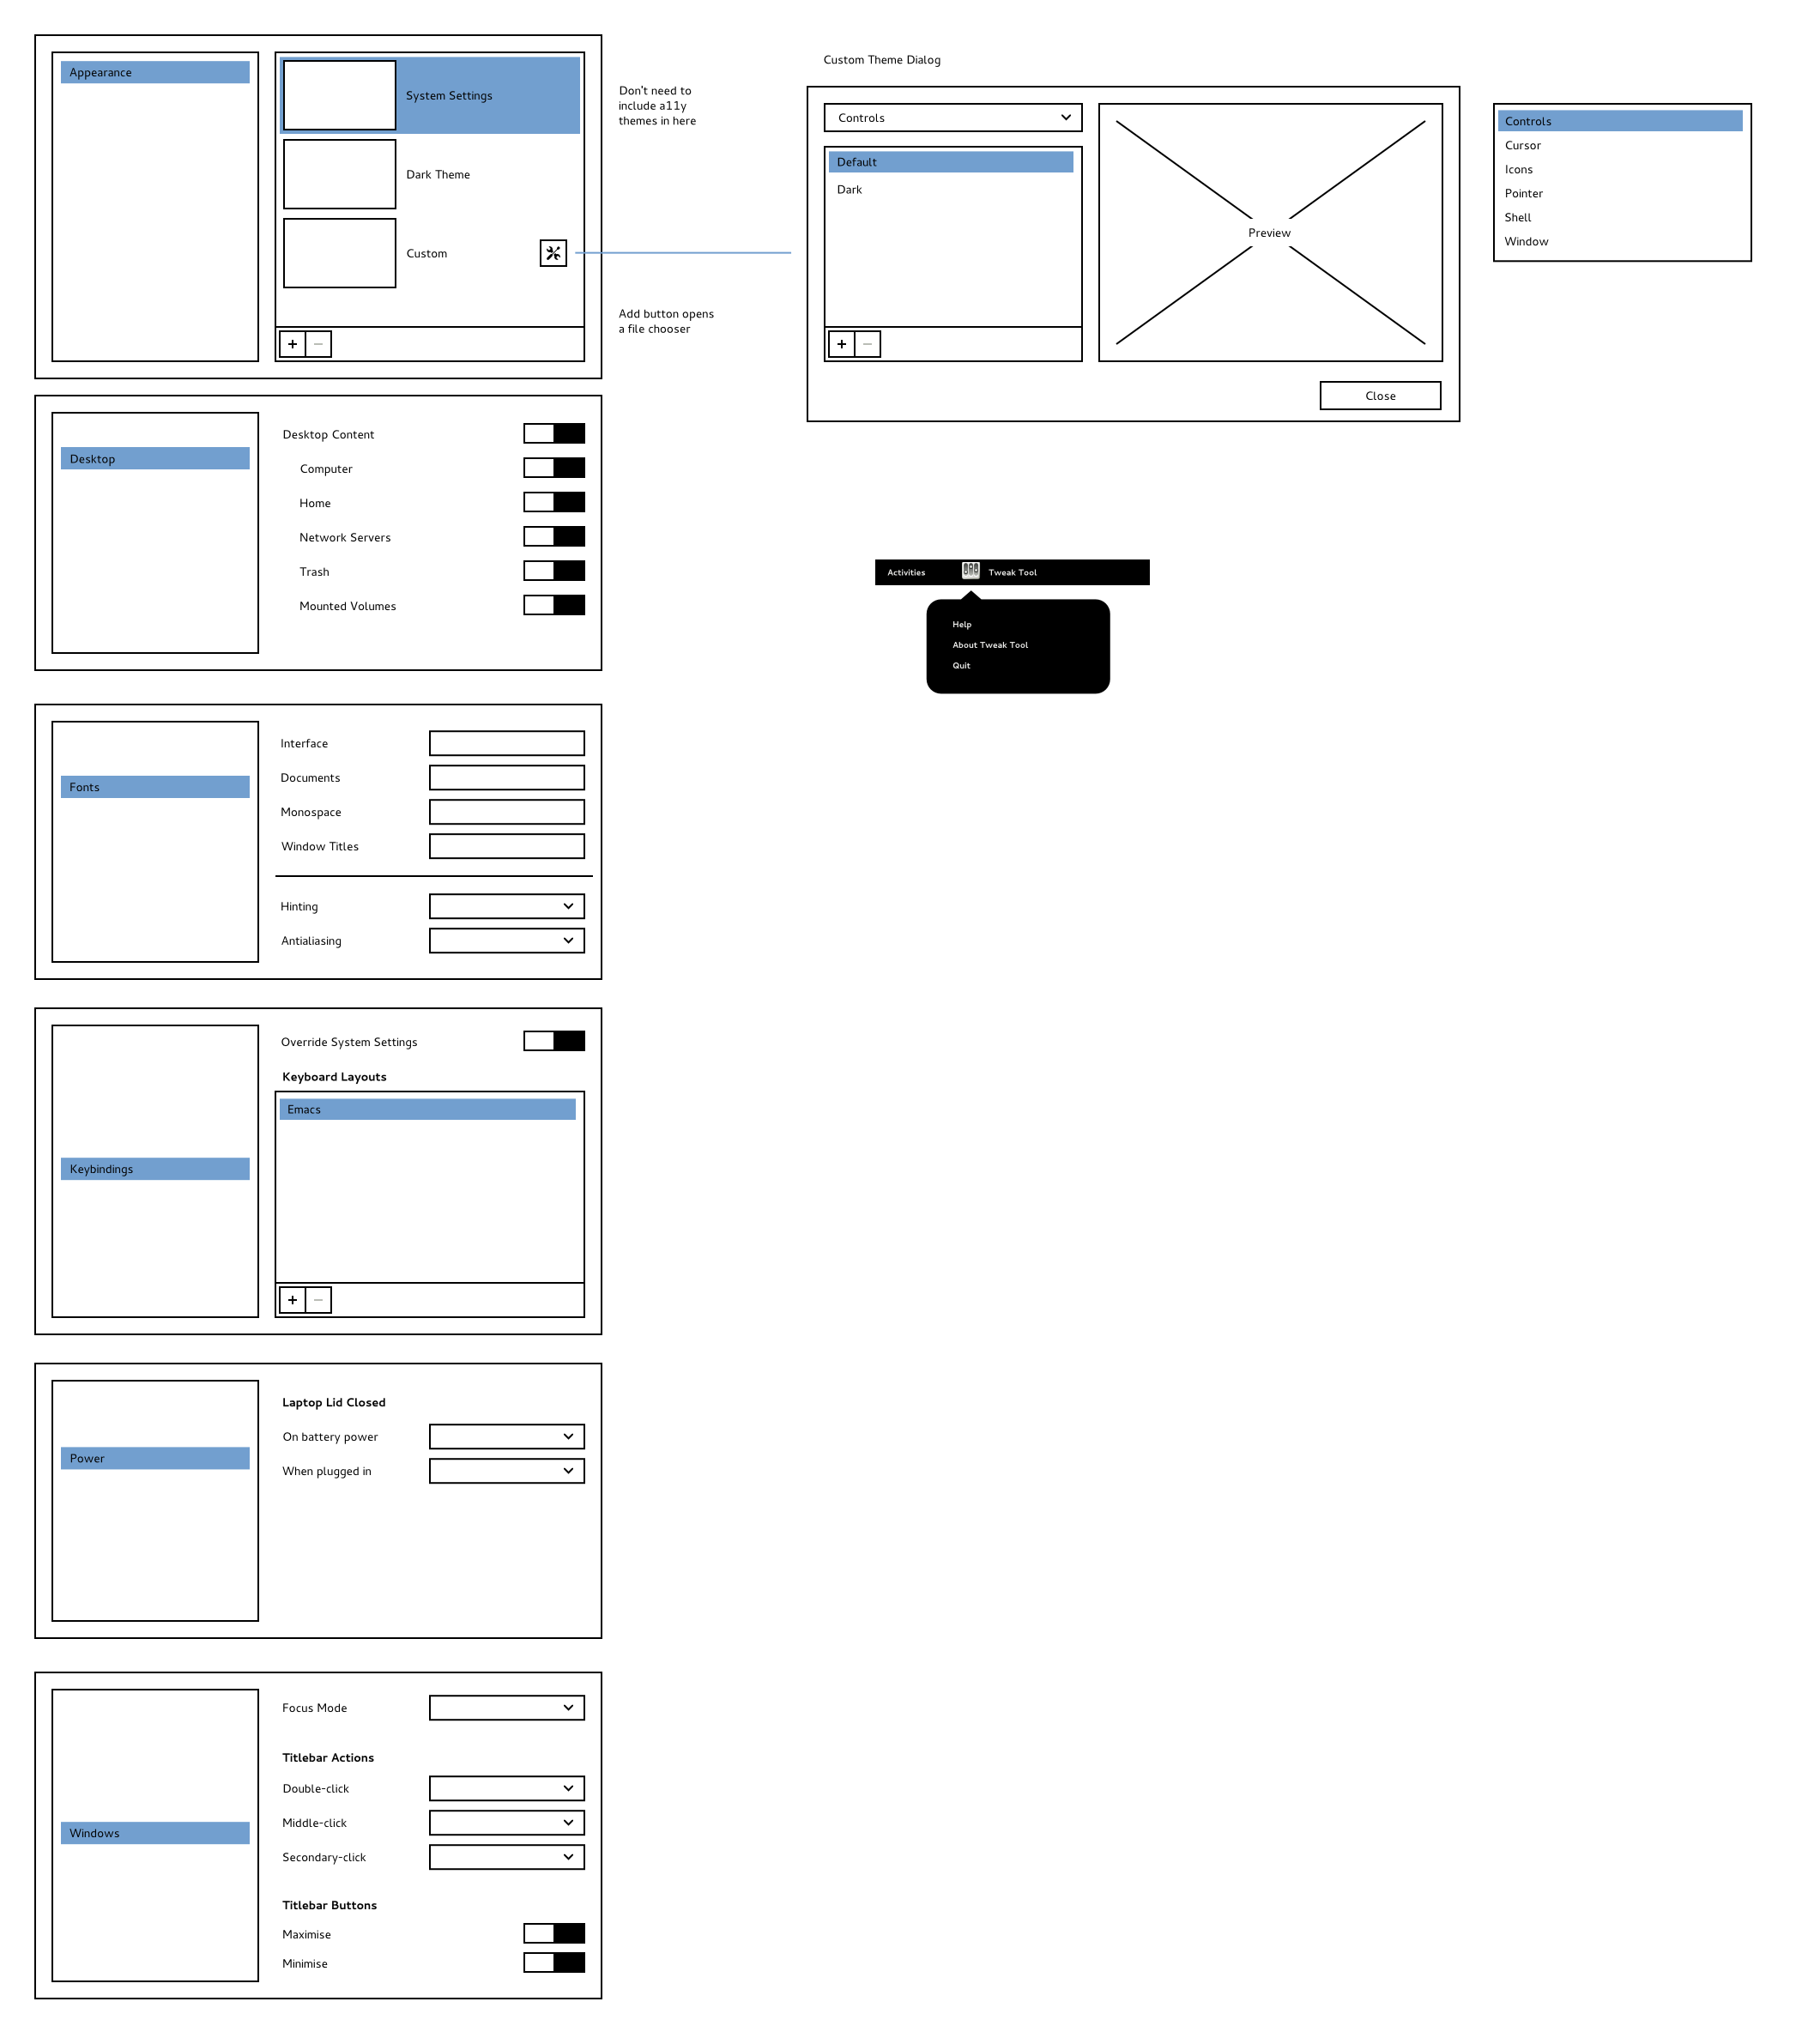 Appearance
System Settings
Dark Theme
Custom
+ −
Don't need to
include a11y
themes in here
Add button opens
a file chooser
Custom Theme Dialog
Controls
Default
Dark
+ −
Preview
Close
Controls
Cursor
Icons
Pointer
Shell
Window
Desktop
Desktop Content
Computer
Home
Network Servers
Trash
Mounted Volumes
Activities
Tweak Tool
Help
About Tweak Tool
Quit
Fonts
Interface
Documents
Monospace
Window Titles
Hinting
Antialiasing
Keybindings
Override System Settings
Keyboard Layouts
Emacs
+ −
Power
Laptop Lid Closed
On battery power
When plugged in
Windows
Focus Mode
Titlebar Actions
Double-click
Middle-click
Secondary-click
Titlebar Buttons
Maximise
Minimise